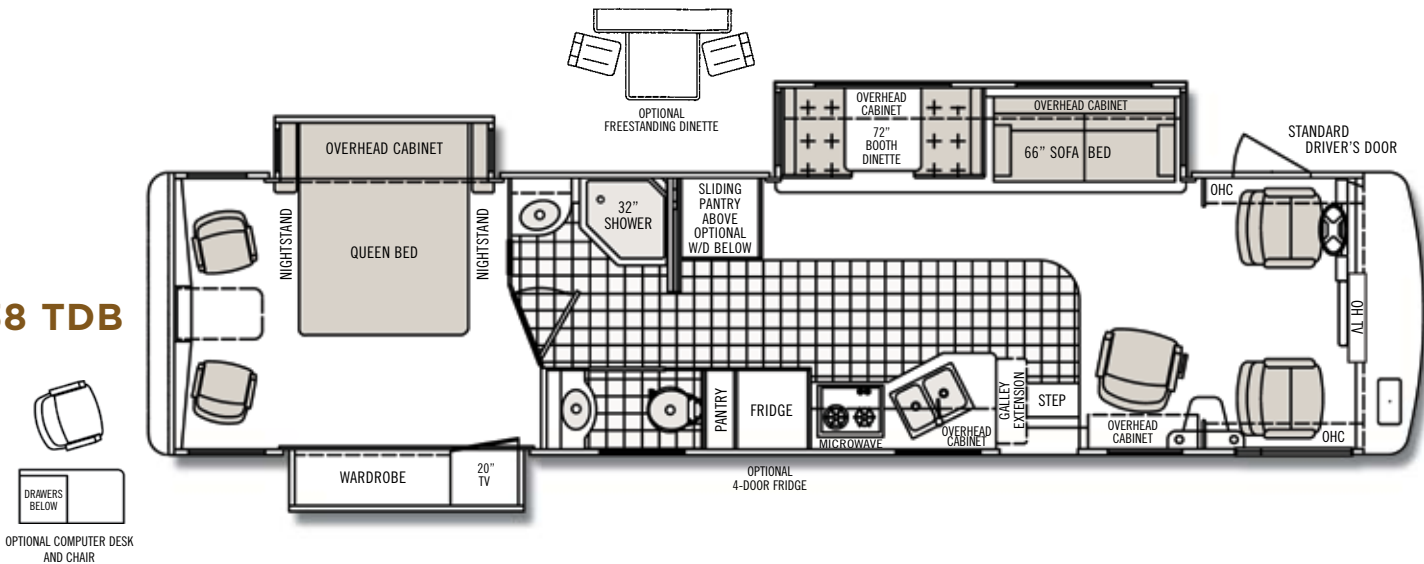 OPTIONAL
FREESTANDING DINETTE
OVERHEAD CABINET
OVERHEAD
CABINET
72”
BOOTH
DINETTE
OVERHEAD CABINET
66” SOFA BED
STANDARD
DRIVER'S DOOR
OHC
NIGHTSTAND
QUEEN BED
NIGHTSTAND
32”
SHOWER
SLIDING
PANTRY
ABOVE
OPTIONAL
W/D BELOW
OH TV
8 TDB
PANTRY
FRIDGE
MICROWAVE
OVERHEAD
CABINET
GALLEY
EXTENSION
STEP
OVERHEAD
CABINET
OHC
WARDROBE
20”
TV
OPTIONAL
4-DOOR FRIDGE
DRAWERS
BELOW
OPTIONAL COMPUTER DESK
AND CHAIR